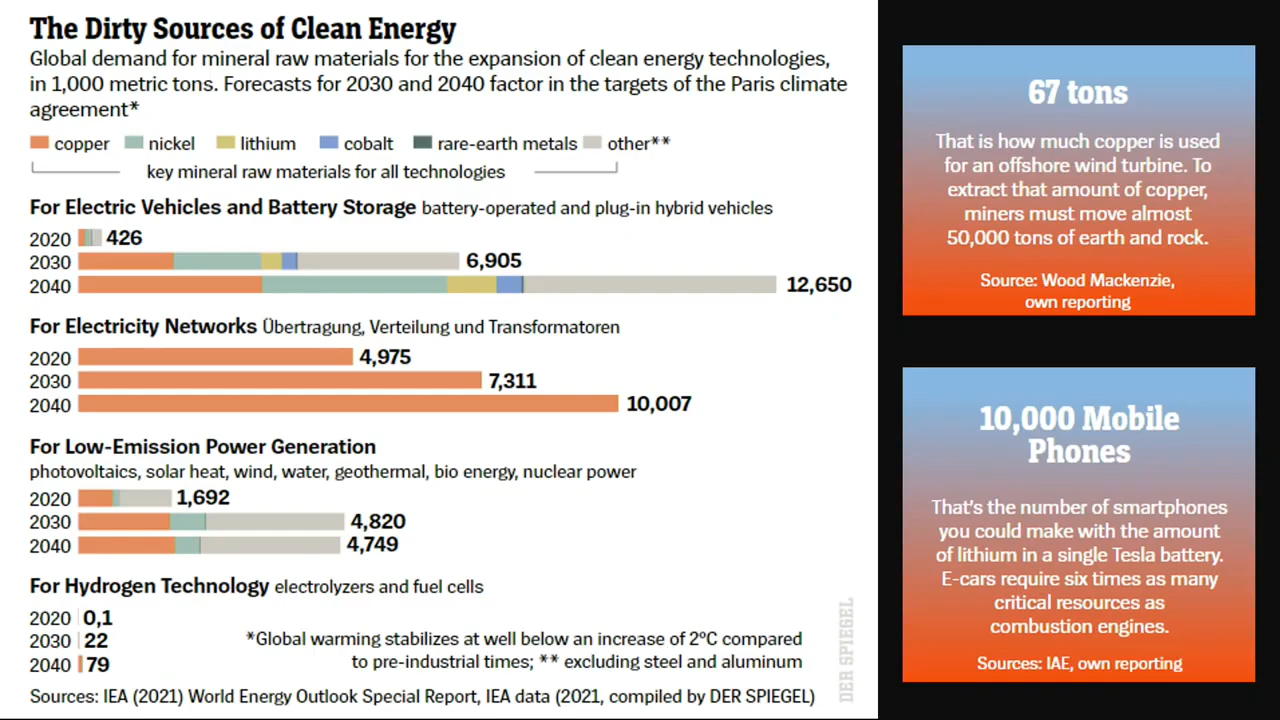 The Dirty Sources of Clean Energy
Global demand for mineral raw materials for the expansion of clean energy technologies,
in 1,000 metric tons. Forecasts for 2030 and 2040 factor in the targets of the Paris climate
agreement*
copper nickel lithium cobalt rare-earth metals other**
key mineral raw materials for all technologies
For Electric Vehicles and Battery Storage battery-operated and plug-in hybrid vehicles
2020 426
2030 6,905
2040 12,650
For Electricity Networks Übertragung, Verteilung und Transformatoren
2020 4,975
2030 7,311
2040 10,007
For Low-Emission Power Generation
photovoltaics, solar heat, wind, water, geothermal, bio energy, nuclear power
2020 1,692
2030 4,820
2040 4,749
For Hydrogen Technology electrolyzers and fuel cells
2020 0,1
2030 22
2040 79
*Global warming stabilizes at well below an increase of 2°C compared
to pre-industrial times; ** excluding steel and aluminum
Sources: IEA (2021) World Energy Outlook Special Report, IEA data (2021, compiled by DER SPIEGEL)
DER SPIEGEL
67 tons
That is how much copper is used
for an offshore wind turbine. To
extract that amount of copper,
miners must move almost
50,000 tons of earth and rock.
Source: Wood Mackenzie,
own reporting
10,000 Mobile
Phones
That's the number of smartphones
you could make with the amount
of lithium in a single Tesla battery.
E-cars require six times as many
critical resources as
combustion engines.
Sources: IAE, own reporting